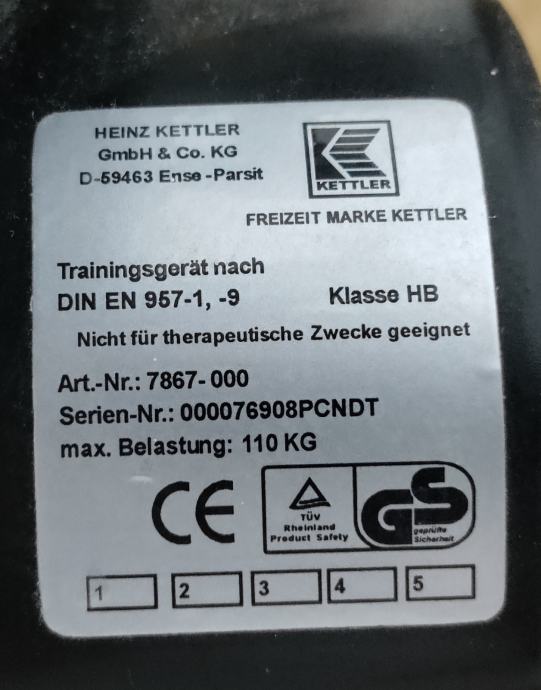 HEINZ KETTLER
GmbH & Co. KG
D-59463 Ense-Parsit
KETTLER
FREIZEIT MARKE KETTLER
Trainingsgerät nach
DIN EN 957-1, -9 Klasse HB
Nicht für therapeutische Zwecke geeignet
Art.-Nr.: 7867-000
Serien-Nr.: 000076908PCNDT
max. Belastung: 110 KG
CE
TÜV
Rheinland
Product Safety
GS
geprüfte
Sicherheit
1 2 3 4 5